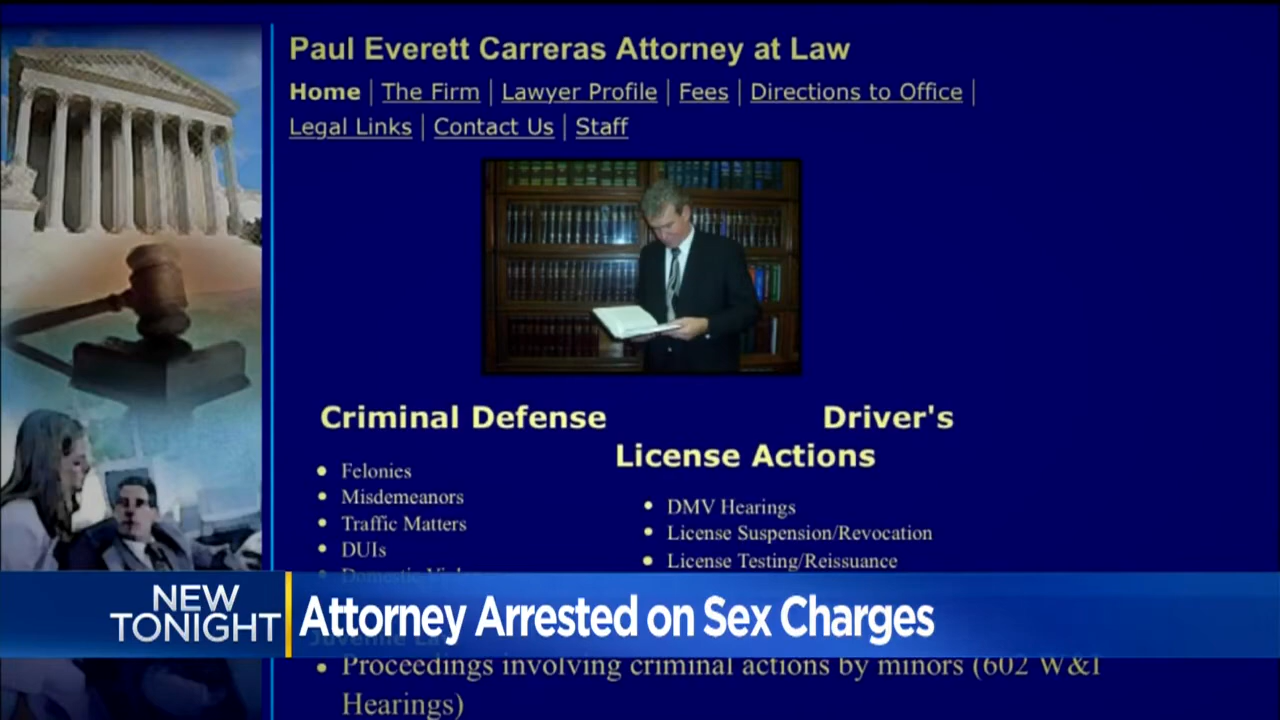 Paul Everett Carreras Attorney at Law
Home | The Firm | Lawyer Profile | Fees | Directions to Office |
Legal Links | Contact Us | Staff
Criminal Defense
• Felonies
• Misdemeanors
• Traffic Matters
• DUIs
• Domestic
Driver's
License Actions
• DMV Hearings
• License Suspension/Revocation
• License Testing/Reissuance
NEW
TONIGHT
Attorney Arrested on Sex Charges
• Proceedings involving criminal actions by minors (602 W&I
Hearings)